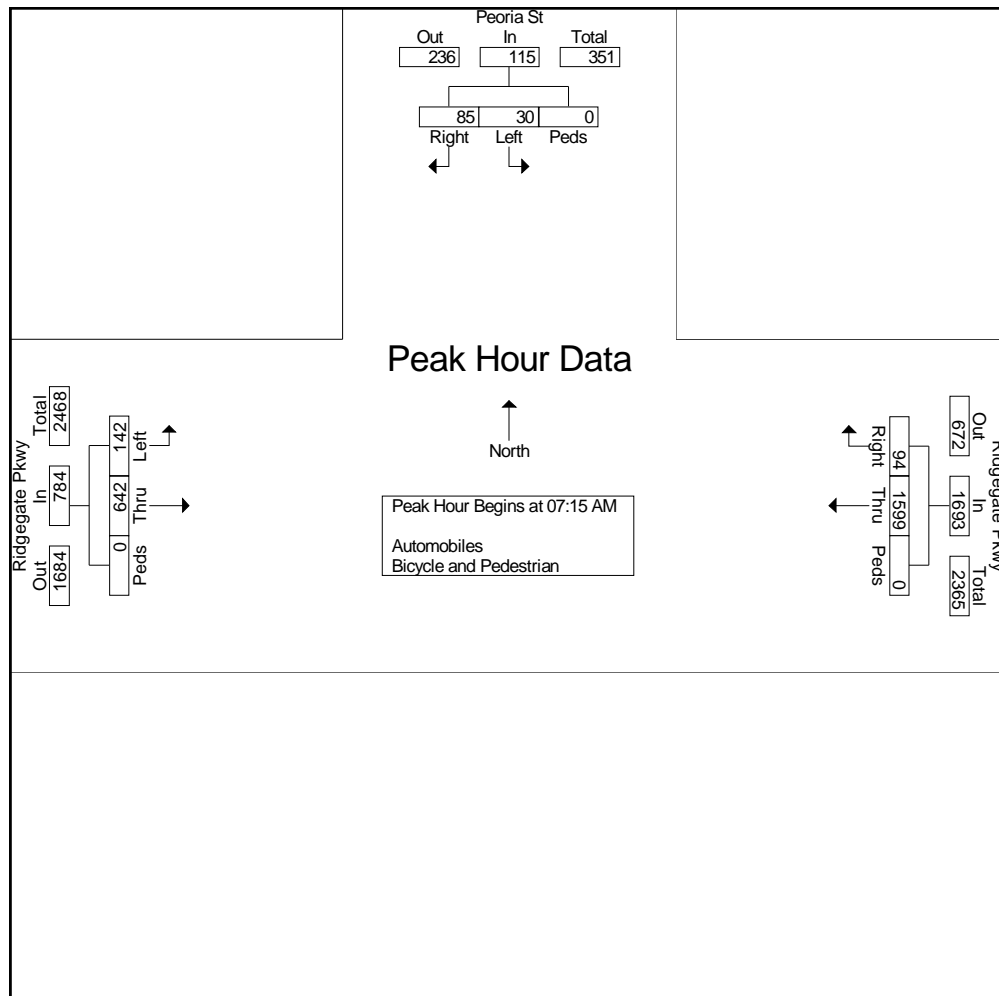 Peoria St
Out In Total
236 115 351
85 30 0
Right Left Peds
Peak Hour Data
North
Peak Hour Begins at 07:15 AM
Automobiles
Bicycle and Pedestrian
Ridgegate Pkwy
Out In Total
1684 784 2468
142 642 0
Left Thru Peds
Ridgegate Pkwy
Out In Total
672 1693 2365
94 1599 0
Right Thru Peds